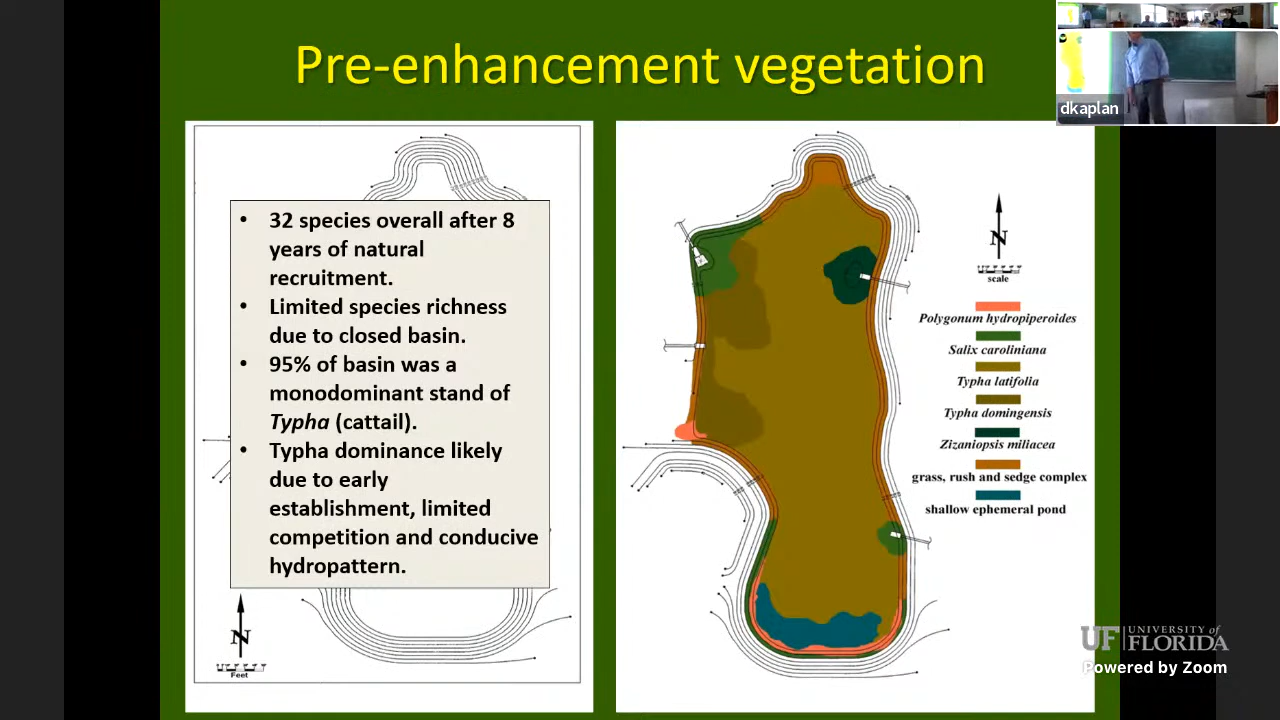 Pre-enhancement vegetation
dkaplan
• 32 species overall after 8
years of natural
recruitment.
• Limited species richness
due to closed basin.
• 95% of basin was a
monodominant stand of
Typha (cattail).
• Typha dominance likely
due to early
establishment, limited
competition and conducive
hydropattern.
N
Feet
N
scale
Polygonum hydropiperoides
Salix caroliniana
Typha latifolia
Typha domingensis
Zizaniopsis miliacea
grass, rush and sedge complex
shallow ephemeral pond
UF UNIVERSITY of
FLORIDA
Powered by Zoom